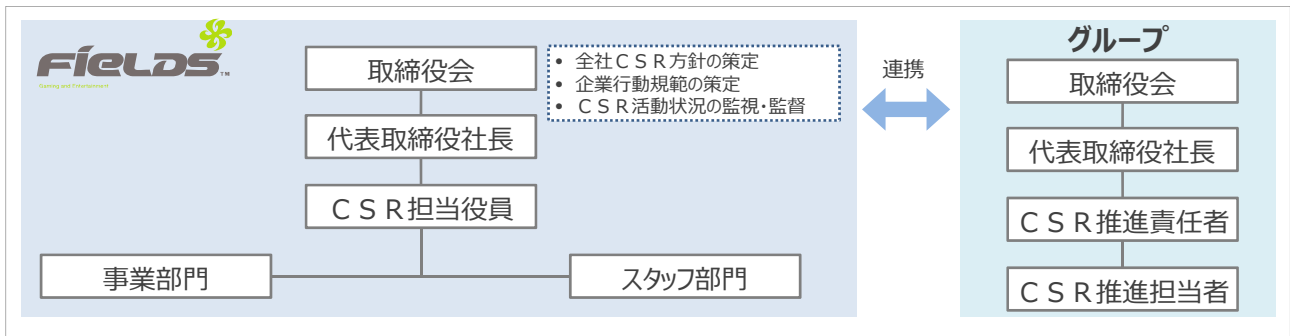 FIELDS™
Gaming and Entertainment
取締役会
• 全社ＣＳＲ方針の策定
• 企業行動規範の策定
• ＣＳＲ活動状況の監視・監督
代表取締役社長
ＣＳＲ担当役員
事業部門
スタッフ部門
連携
グループ
取締役会
代表取締役社長
ＣＳＲ推進責任者
ＣＳＲ推進担当者